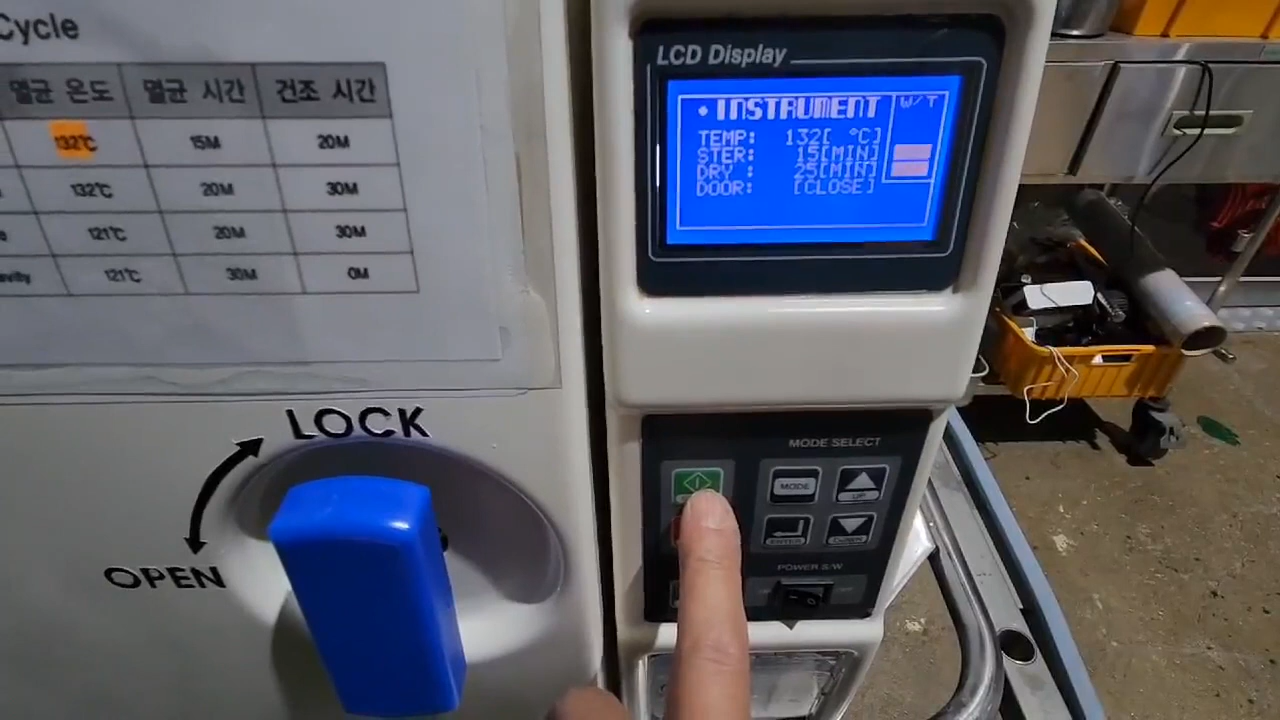 Cycle
멸균 온도 멸균 시간 건조 시간
132℃ 15M 20M
132℃ 20M 30M
121℃ 20M 30M
121℃ 30M 0M
LOCK
OPEN
LCD Display
INSTRUMENT W/T
TEMP: 132[ °C]
STER: 15[MIN]
DRY : 25[MIN]
DOOR: [CLOSE]
MODE SELECT
MODE UP
ENTER DOWN
POWER S/W